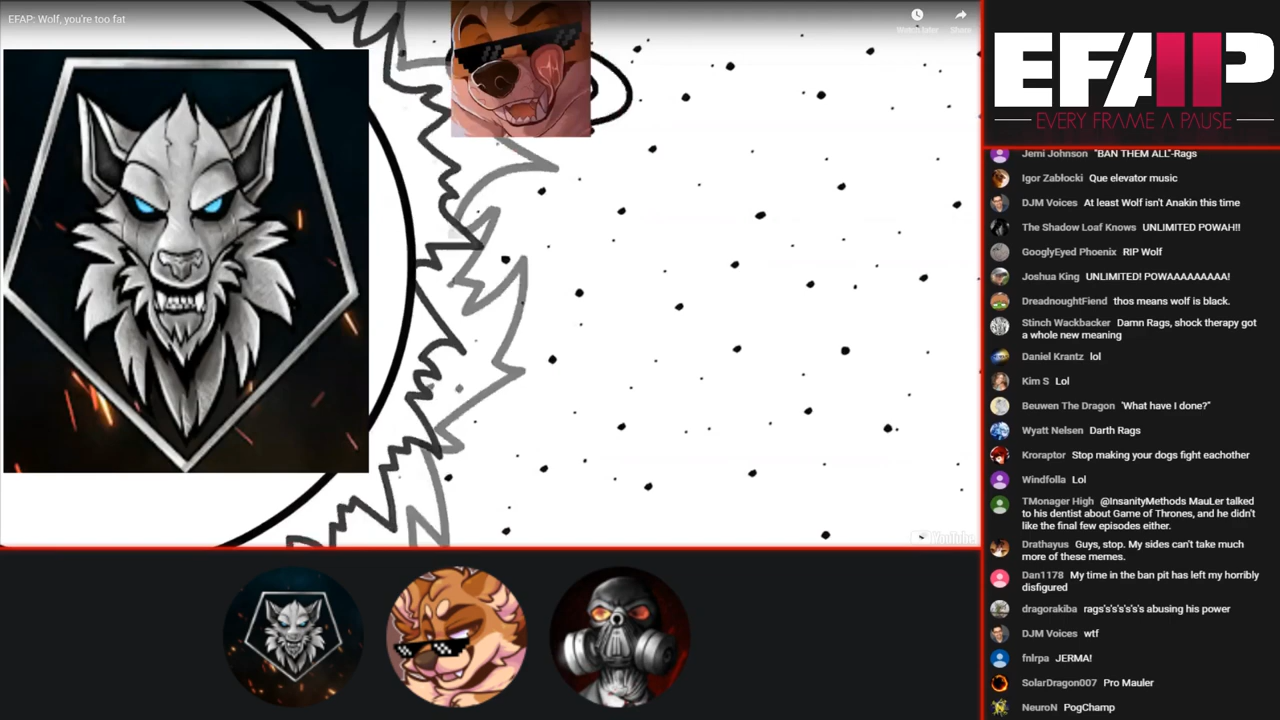 EFAP: Wolf, you're too fat
Watch later
Share
YouTube
EFAP
EVERY FRAME A PAUSE
Jemi Johnson "BAN THEM ALL"-Rags
Igor Zabłocki Que elevator music
DJM Voices At least Wolf isn't Anakin this time
The Shadow Loaf Knows UNLIMITED POWAH!!
GooglyEyed Phoenix RIP Wolf
Joshua King UNLIMITED! POWAAAAAAAAA!
DreadnoughtFiend thos means wolf is black.
Stinch Wackbacker Damn Rags, shock therapy got
a whole new meaning
Daniel Krantz lol
Kim S Lol
Beuwen The Dragon 'What have I done?"
Wyatt Nelsen Darth Rags
Kroraptor Stop making your dogs fight eachother
Windfolla Lol
TMonager High @InsanityMethods MauLer talked
to his dentist about Game of Thrones, and he didn't
like the final few episodes either.
Drathayus Guys, stop. My sides can't take much
more of these memes.
Dan1178 My time in the ban pit has left my horribly
disfigured
dragorakiba rags's's's's's's abusing his power
DJM Voices wtf
fnlrpa JERMA!
SolarDragon007 Pro Mauler
NeuroN PogChamp